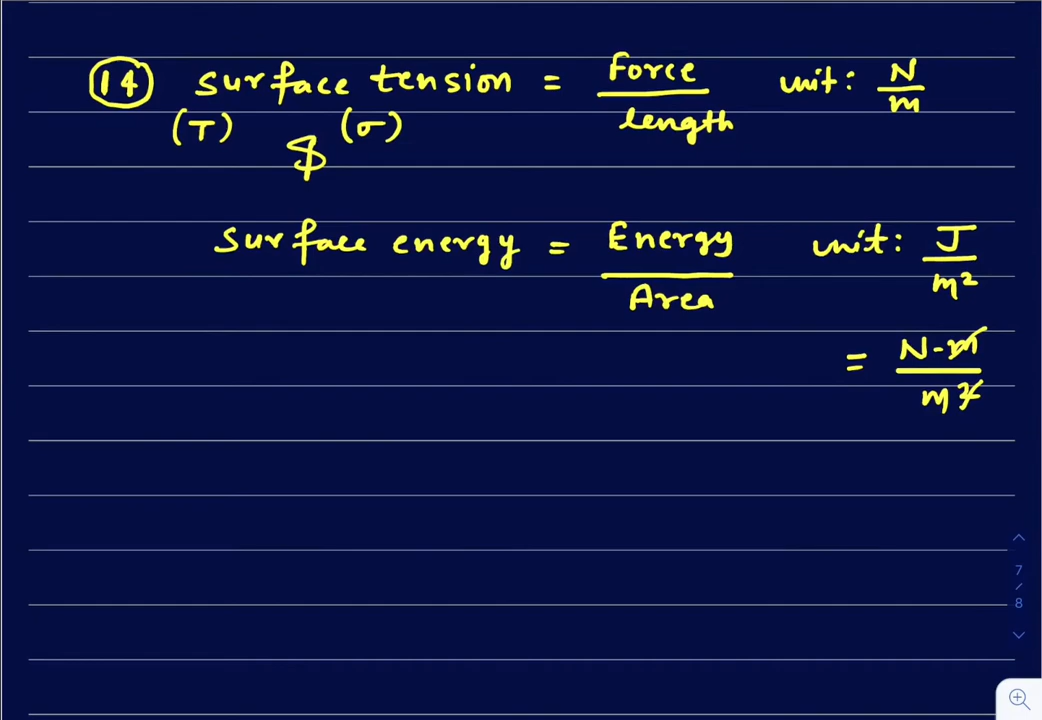 14 surface tension = Force / length unit: N/m
(T) $ (σ)
surface energy = Energy / Area unit: J/m²
= N-m / m²
7
/
8